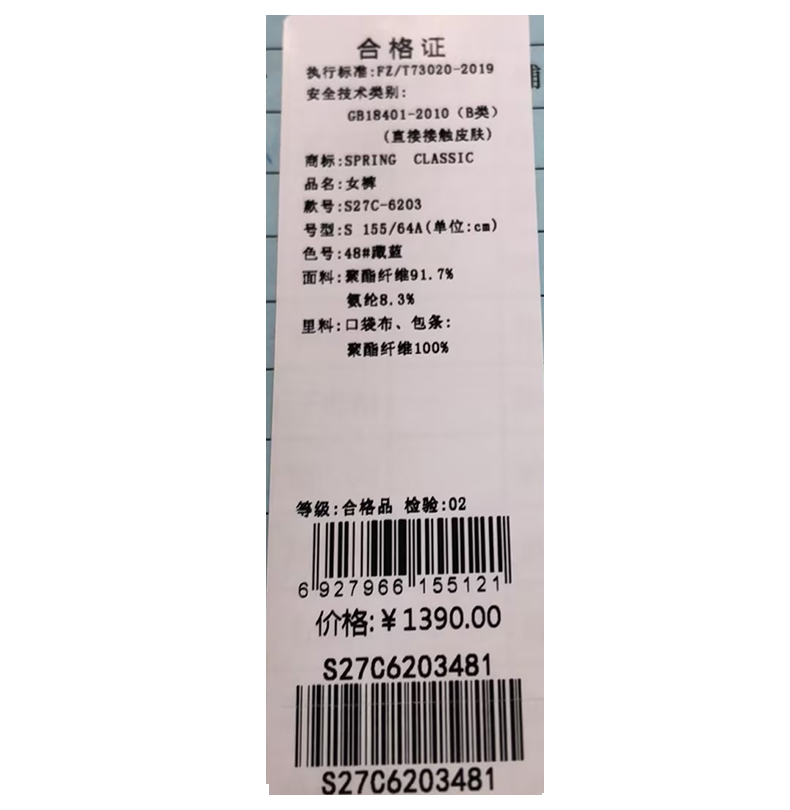 合格证
执行标准:FZ/T73020-2019
安全技术类别:
GB18401-2010（B类）
（直接接触皮肤）
商标:SPRING CLASSIC
品名:女裤
款号:S27C-6203
号型:S 155/64A(单位:cm)
色号:48#藏蓝
面料:聚酯纤维91.7%
氨纶8.3%
里料:口袋布、包条:
聚酯纤维100%
等级:合格品 检验:02
6 927966 155121
价格:¥1390.00
S27C6203481
S27C6203481